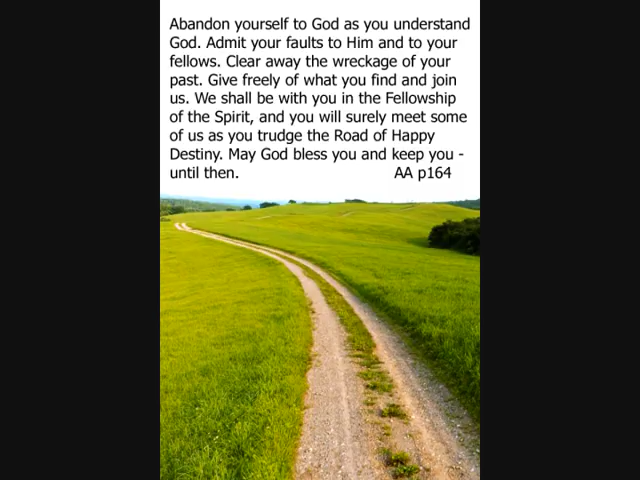 Abandon yourself to God as you understand
God. Admit your faults to Him and to your
fellows. Clear away the wreckage of your
past. Give freely of what you find and join
us. We shall be with you in the Fellowship
of the Spirit, and you will surely meet some
of us as you trudge the Road of Happy
Destiny. May God bless you and keep you -
until then. AA p164